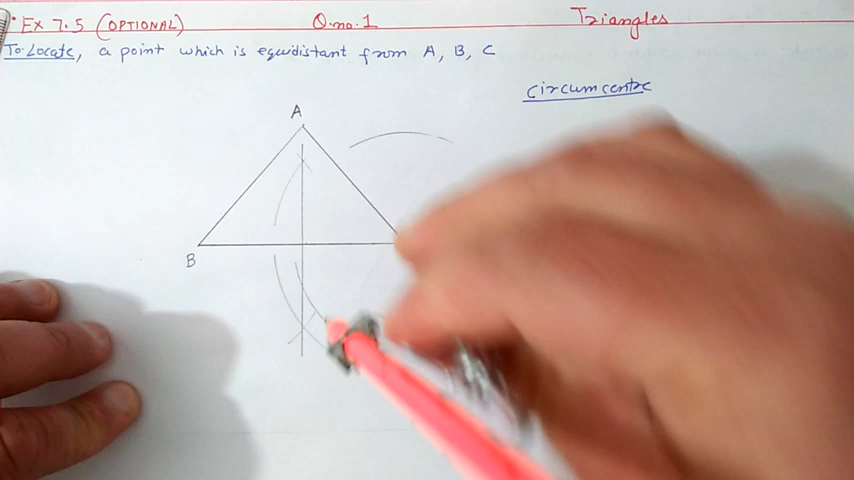 Ex 7.5 (OPTIONAL) Q.no.1 Triangles
To Locate, a point which is equidistant from A, B, C
circumcentre
A
B